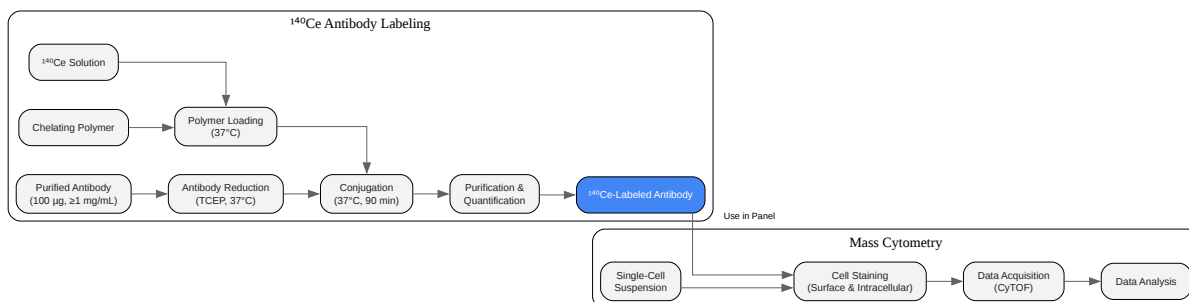 ¹⁴⁰Ce Antibody Labeling
¹⁴⁰Ce Solution
Chelating Polymer
Polymer Loading
(37°C)
Purified Antibody
(100 µg, ≥1 mg/mL)
Antibody Reduction
(TCEP, 37°C)
Conjugation
(37°C, 90 min)
Purification &
Quantification
¹⁴⁰Ce-Labeled Antibody
Use in Panel
Mass Cytometry
Single-Cell
Suspension
Cell Staining
(Surface & Intracellular)
Data Acquisition
(CyTOF)
Data Analysis